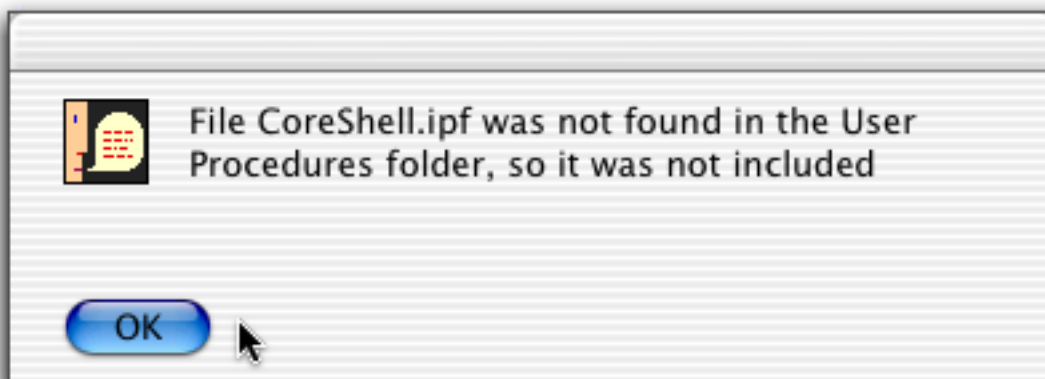 File CoreShell.ipf was not found in the User
Procedures folder, so it was not included
OK